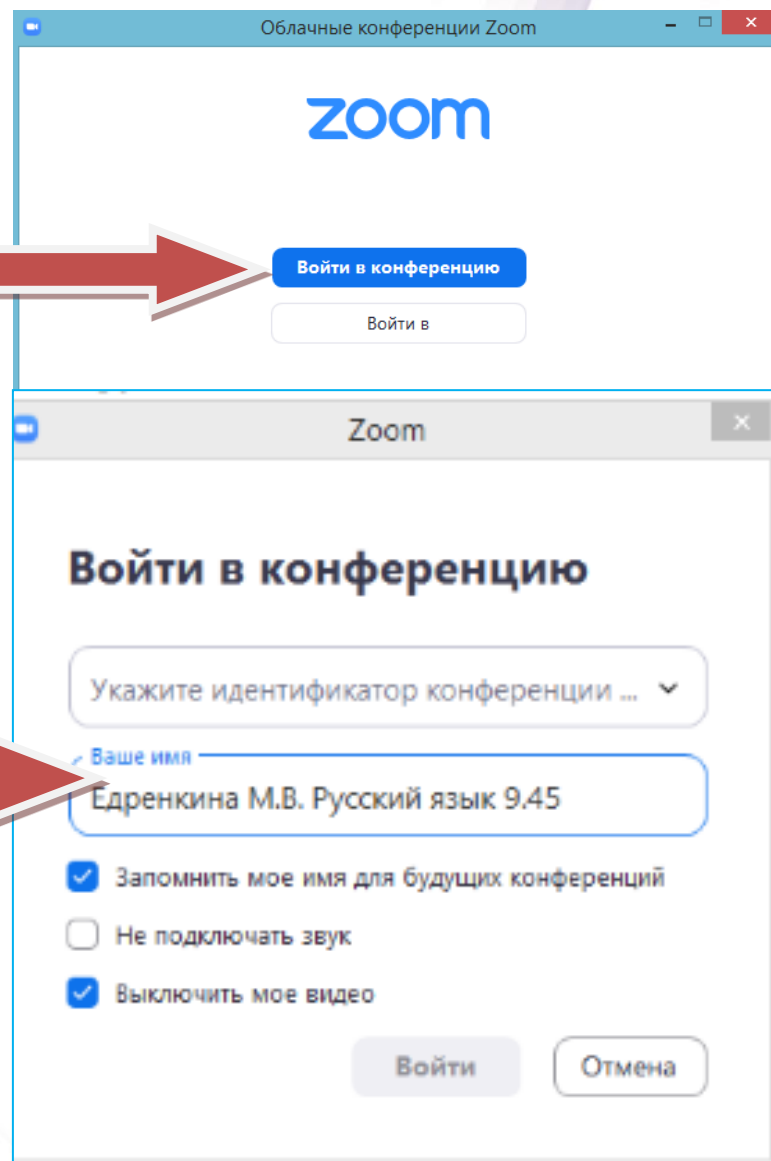 Облачные конференции Zoom
zoom
Войти в конференцию
Войти в
Zoom
Войти в конференцию
Укажите идентификатор конференции ...
Ваше имя
Едренкина М.В. Русский язык 9.45
Запомнить мое имя для будущих конференций
Не подключать звук
Выключить мое видео
Войти
Отмена